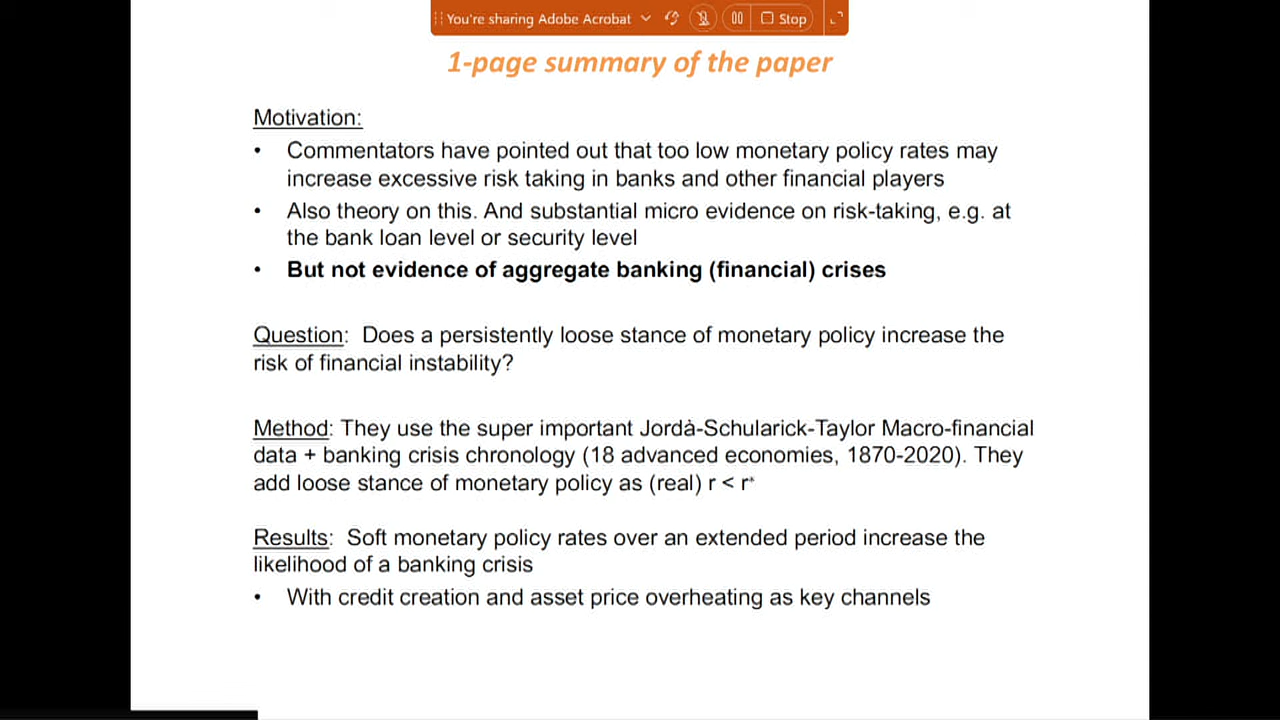 You're sharing Adobe Acrobat
Stop
1-page summary of the paper
Motivation:
• Commentators have pointed out that too low monetary policy rates may
increase excessive risk taking in banks and other financial players
• Also theory on this. And substantial micro evidence on risk-taking, e.g. at
the bank loan level or security level
• But not evidence of aggregate banking (financial) crises
Question: Does a persistently loose stance of monetary policy increase the
risk of financial instability?
Method: They use the super important Jordà-Schularick-Taylor Macro-financial
data + banking crisis chronology (18 advanced economies, 1870-2020). They
add loose stance of monetary policy as (real) r < r*
Results: Soft monetary policy rates over an extended period increase the
likelihood of a banking crisis
• With credit creation and asset price overheating as key channels